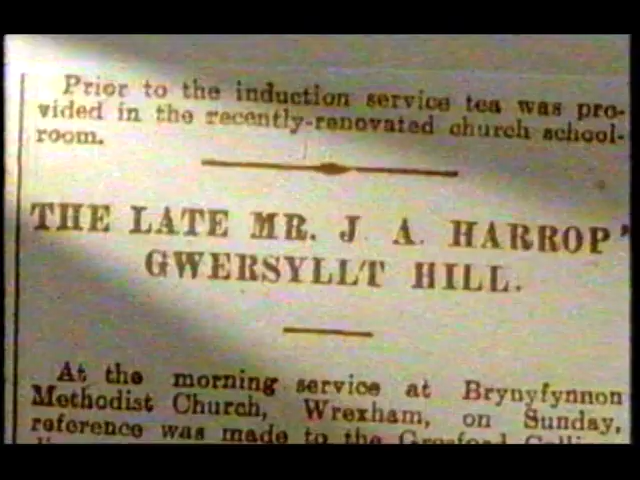 Prior to the induction service tea was pro-
vided in the recently-renovated church school-
room.
THE LATE MR. J. A. HARROP,
GWERSYLLT HILL.
At the morning service at Brynyfynnon
Methodist Church, Wrexham, on Sunday,
reference was made to the Gresford